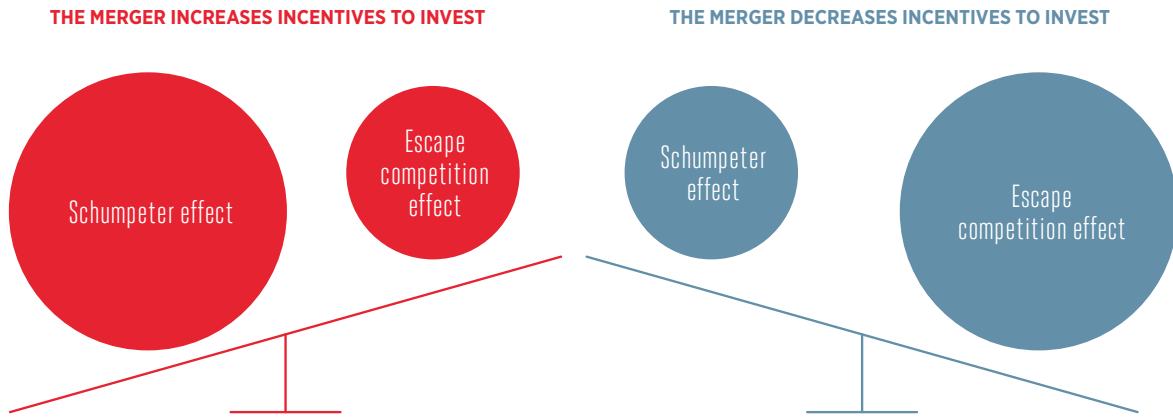 THE MERGER INCREASES INCENTIVES TO INVEST
Schumpeter effect
Escape
competition
effect
THE MERGER DECREASES INCENTIVES TO INVEST
Schumpeter
effect
Escape
competition effect